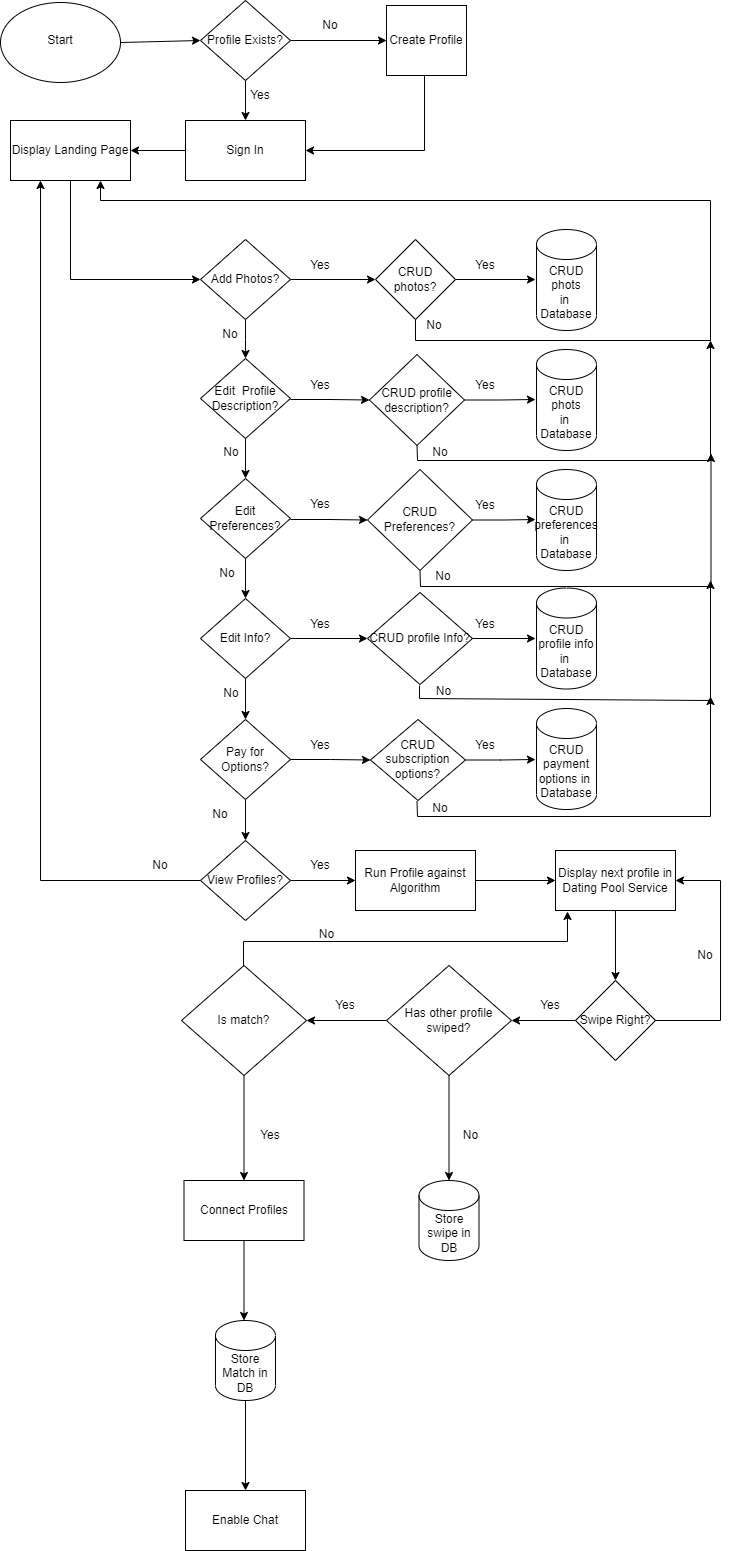 Start
Profile Exists?
No
Create Profile
Yes
Display Landing Page
Sign In
Add Photos?
Yes
CRUD
photos?
Yes
CRUD
phots
in
Database
No
No
Edit Profile
Description?
Yes
CRUD profile
description?
Yes
CRUD
phots
in
Database
No
No
Edit
Preferences?
Yes
CRUD
Preferences?
Yes
CRUD
preferences
in
Database
No
No
Edit Info?
Yes
CRUD profile Info?
Yes
CRUD
profile info
in
Database
No
No
Pay for
Options?
Yes
CRUD
subscription
options?
Yes
CRUD
payment
options in
Database
No
No
No
View Profiles?
Yes
Run Profile against
Algorithm
Display next profile in
Dating Pool Service
No
No
Is match?
Yes
Has other profile
swiped?
Yes
Swipe Right?
Yes
No
Connect Profiles
Store
swipe in
DB
Store
Match in
DB
Enable Chat